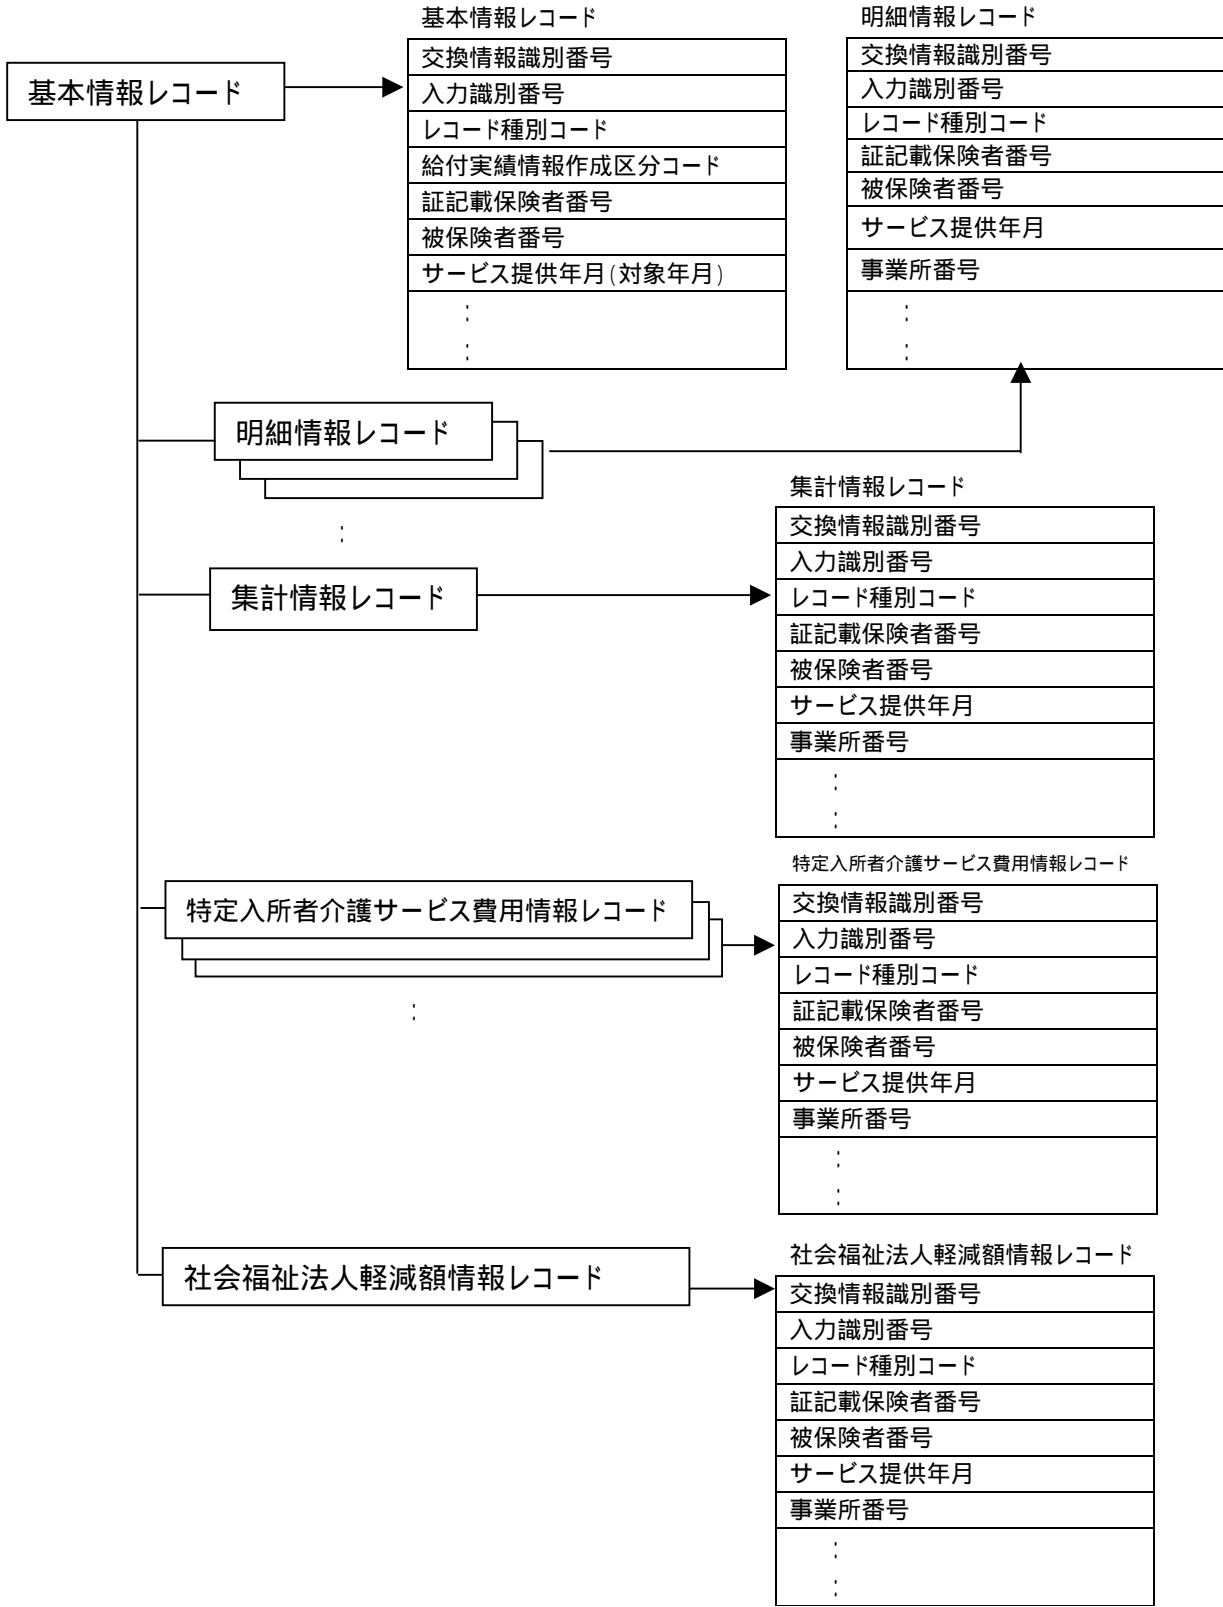 基本情報レコード
基本情報レコード
交換情報識別番号
入力識別番号
レコード種別コード
給付実績情報作成区分コード
証記載保険者番号
被保険者番号
サービス提供年月(対象年月)
:
:
明細情報レコード
交換情報識別番号
入力識別番号
レコード種別コード
証記載保険者番号
被保険者番号
サービス提供年月
事業所番号
:
:
明細情報レコード
:
集計情報レコード
集計情報レコード
交換情報識別番号
入力識別番号
レコード種別コード
証記載保険者番号
被保険者番号
サービス提供年月
事業所番号
:
:
特定入所者介護サービス費用情報レコード
:
特定入所者介護サービス費用情報レコード
交換情報識別番号
入力識別番号
レコード種別コード
証記載保険者番号
被保険者番号
サービス提供年月
事業所番号
:
:
社会福祉法人軽減額情報レコード
社会福祉法人軽減額情報レコード
交換情報識別番号
入力識別番号
レコード種別コード
証記載保険者番号
被保険者番号
サービス提供年月
事業所番号
:
: